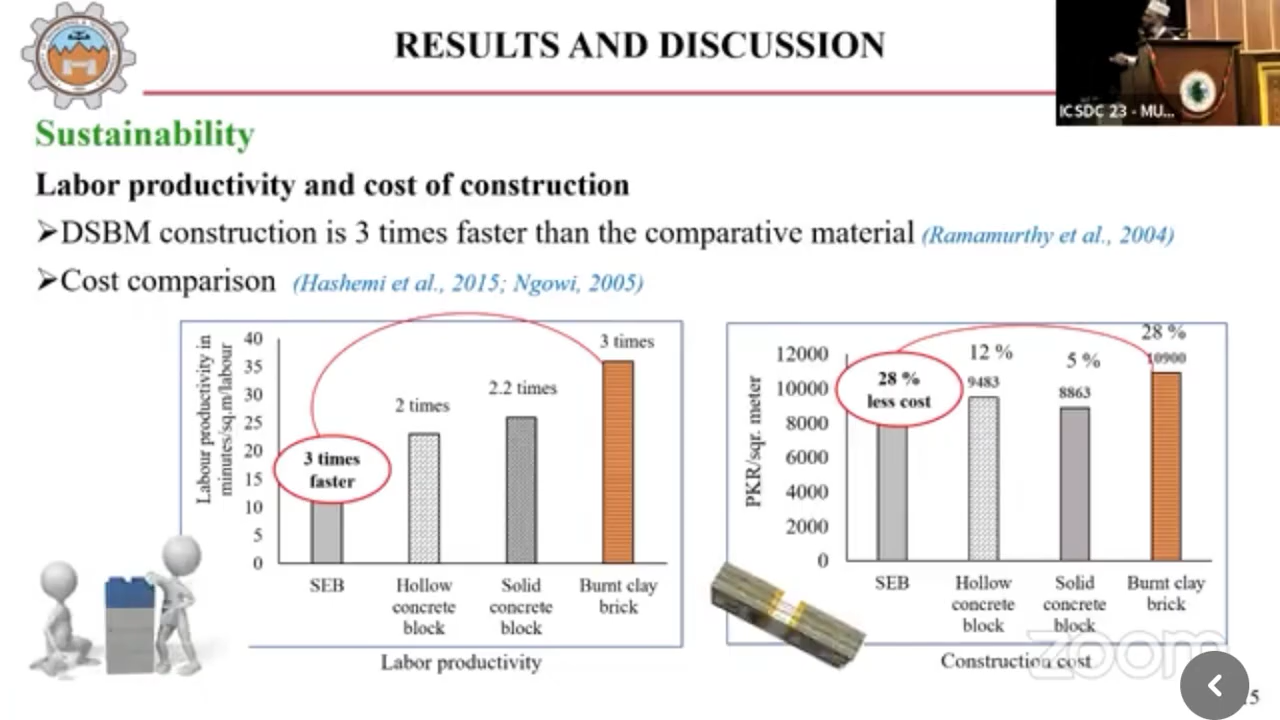 RESULTS AND DISCUSSION
ICSDC 23 - MU...
Sustainability
Labor productivity and cost of construction
➢DSBM construction is 3 times faster than the comparative material (Ramamurthy et al., 2004)
➢Cost comparison (Hashemi et al., 2015; Ngowi, 2005)
Labour productivity in
minutes/sq.m/labour
40
35
30
25
20
15
10
5
0
3 times
faster
2 times
2.2 times
3 times
SEB
Hollow
concrete
block
Solid
concrete
block
Burnt clay
brick
Labor productivity
PKR/sqr. meter
12000
10000
8000
6000
4000
2000
0
28 %
less cost
12 %
9483
5 %
8863
28 %
10900
SEB
Hollow
concrete
block
Solid
concrete
block
Burnt clay
brick
Construction cost
zoom